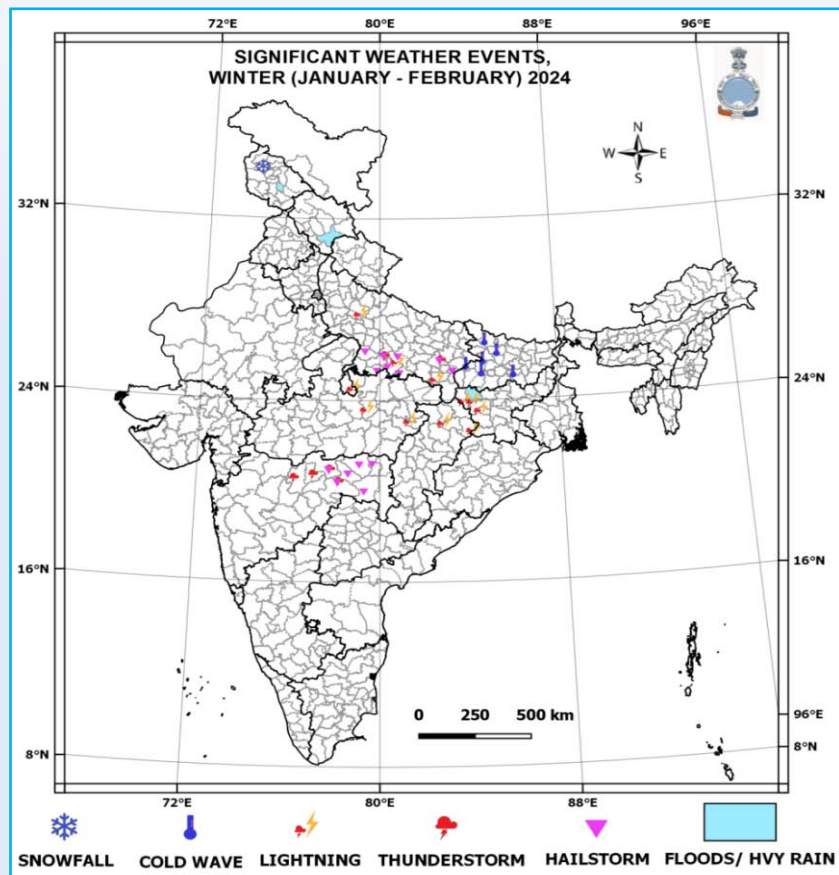 72°E 80°E 88°E 96°E
SIGNIFICANT WEATHER EVENTS,
WINTER (JANUARY - FEBRUARY) 2024
N
W E
S
32°N 32°N
24°N 24°N
16°N 16°N
0 250 500 km
96°E
8°N 8°N
72°E 80°E 88°E
SNOWFALL COLD WAVE LIGHTNING THUNDERSTORM HAILSTORM FLOODS/ HVY RAIN